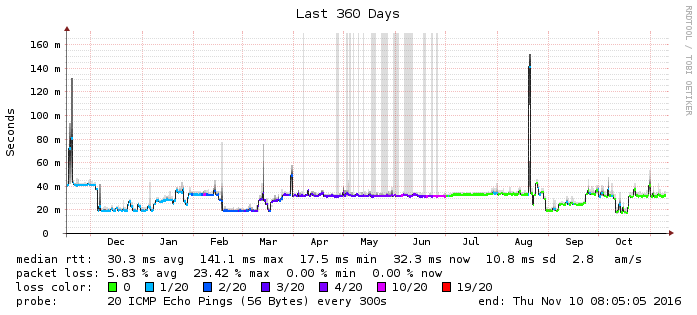 Last 360 Days
RRDTOOL / TOBI OETIKER
Seconds
160 m
140 m
120 m
100 m
80 m
60 m
40 m
20 m
0
Dec Jan Feb Mar Apr May Jun Jul Aug Sep Oct
median rtt: 30.3 ms avg 141.1 ms max 17.5 ms min 32.3 ms now 10.8 ms sd 2.8 am/s
packet loss: 5.83 % avg 23.42 % max 0.00 % min 0.00 % now
loss color: 0 1/20 2/20 3/20 4/20 10/20 19/20
probe: 20 ICMP Echo Pings (56 Bytes) every 300s end: Thu Nov 10 08:05:05 2016